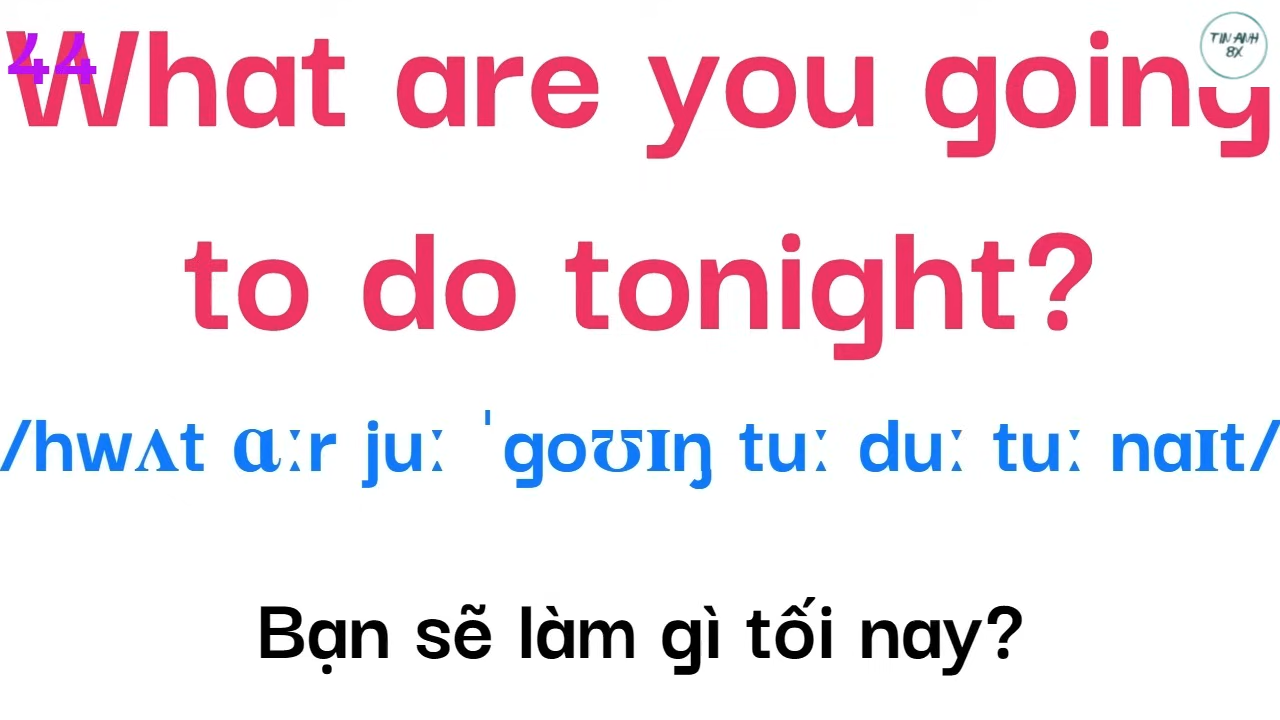 44
TIN ANH
8X
What are you going
to do tonight?
/hwʌt ɑːr juː ˈgoʊɪŋ tuː duː tuː naɪt/
Bạn sẽ làm gì tối nay?